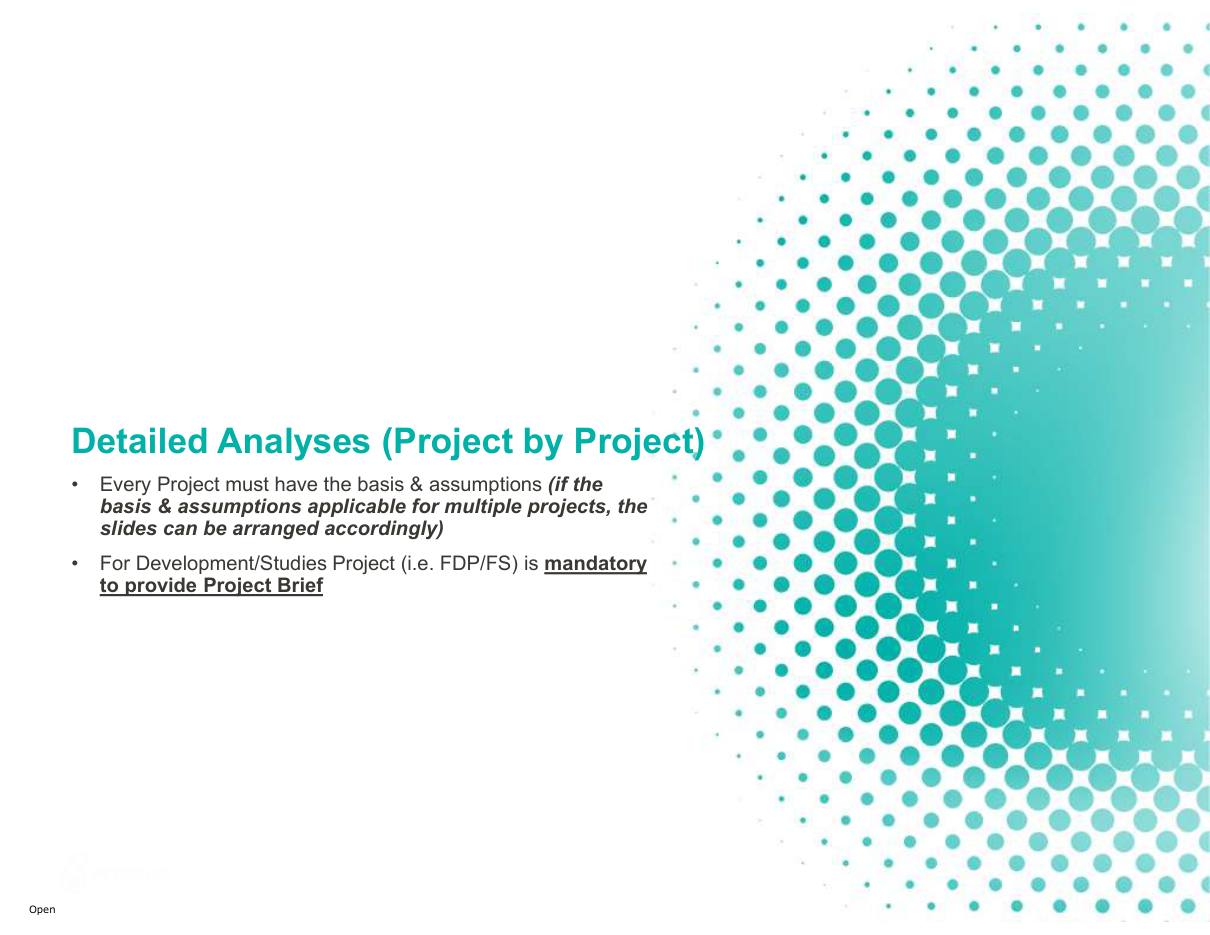 Detailed Analyses (Project by Project)
• Every Project must have the basis & assumptions (if the
basis & assumptions applicable for multiple projects, the
slides can be arranged accordingly)
• For Development/Studies Project (i.e. FDP/FS) is mandatory
to provide Project Brief
Open